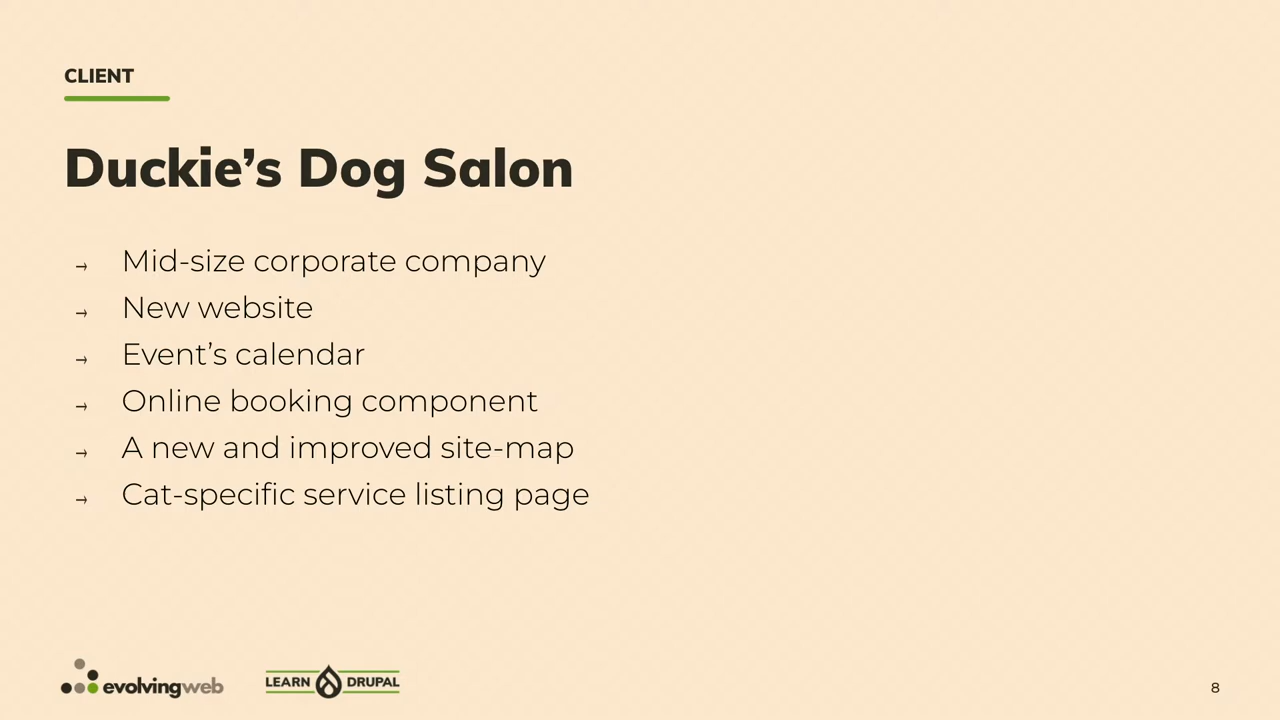 CLIENT
Duckie’s Dog Salon
→ Mid-size corporate company
→ New website
→ Event’s calendar
→ Online booking component
→ A new and improved site-map
→ Cat-specific service listing page
evolvingweb
LEARN DRUPAL
8